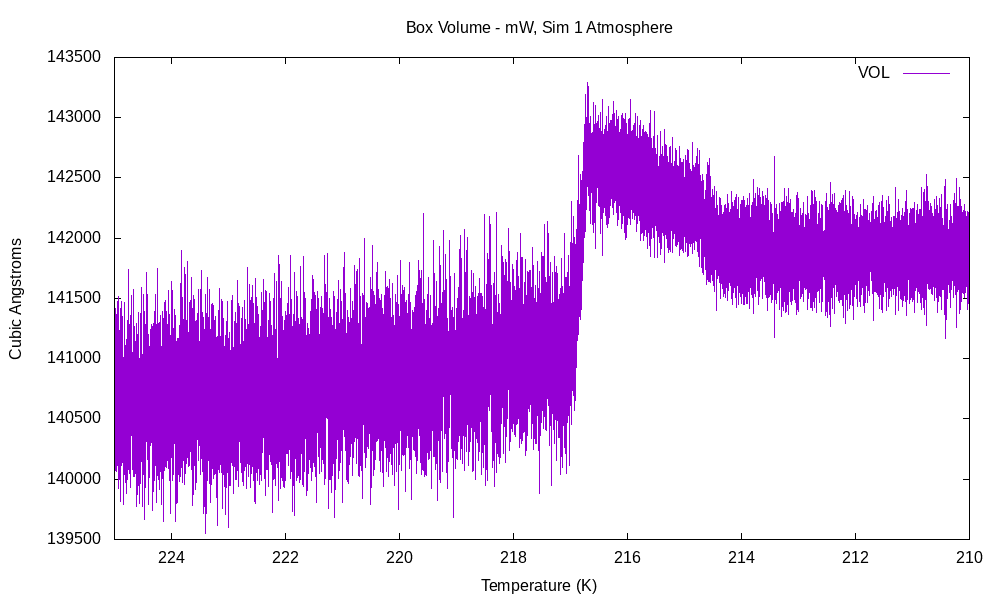 Box Volume - mW, Sim 1 Atmosphere
VOL
143500
143000
142500
142000
141500
141000
140500
140000
139500
Cubic Angstroms
224 222 220 218 216 214 212 210
Temperature (K)